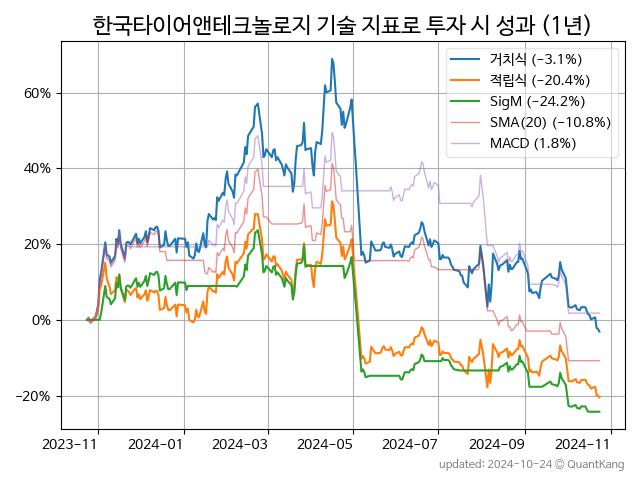 한국타이어앤테크놀로지 기술 지표로 투자 시 성과 (1년)
거치식 (−3.1%)
적립식 (−20.4%)
SigM (−24.2%)
SMA(20) (−10.8%)
MACD (1.8%)
60%
40%
20%
0%
−20%
2023-11 2024-01 2024-03 2024-05 2024-07 2024-09 2024-11
updated: 2024-10-24 © QuantKang